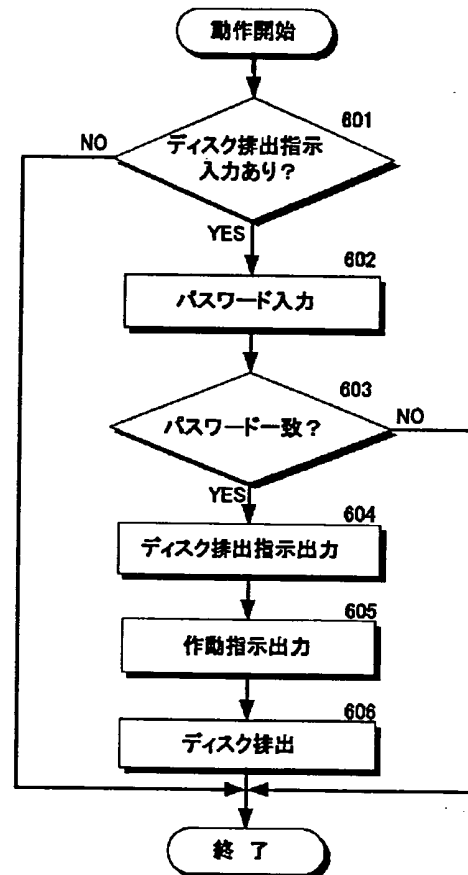 動作開始
601
ディスク排出指示
入力あり？
NO
YES
602
パスワード入力
603
パスワード一致？
NO
YES
604
ディスク排出指示出力
605
作動指示出力
606
ディスク排出
終 了